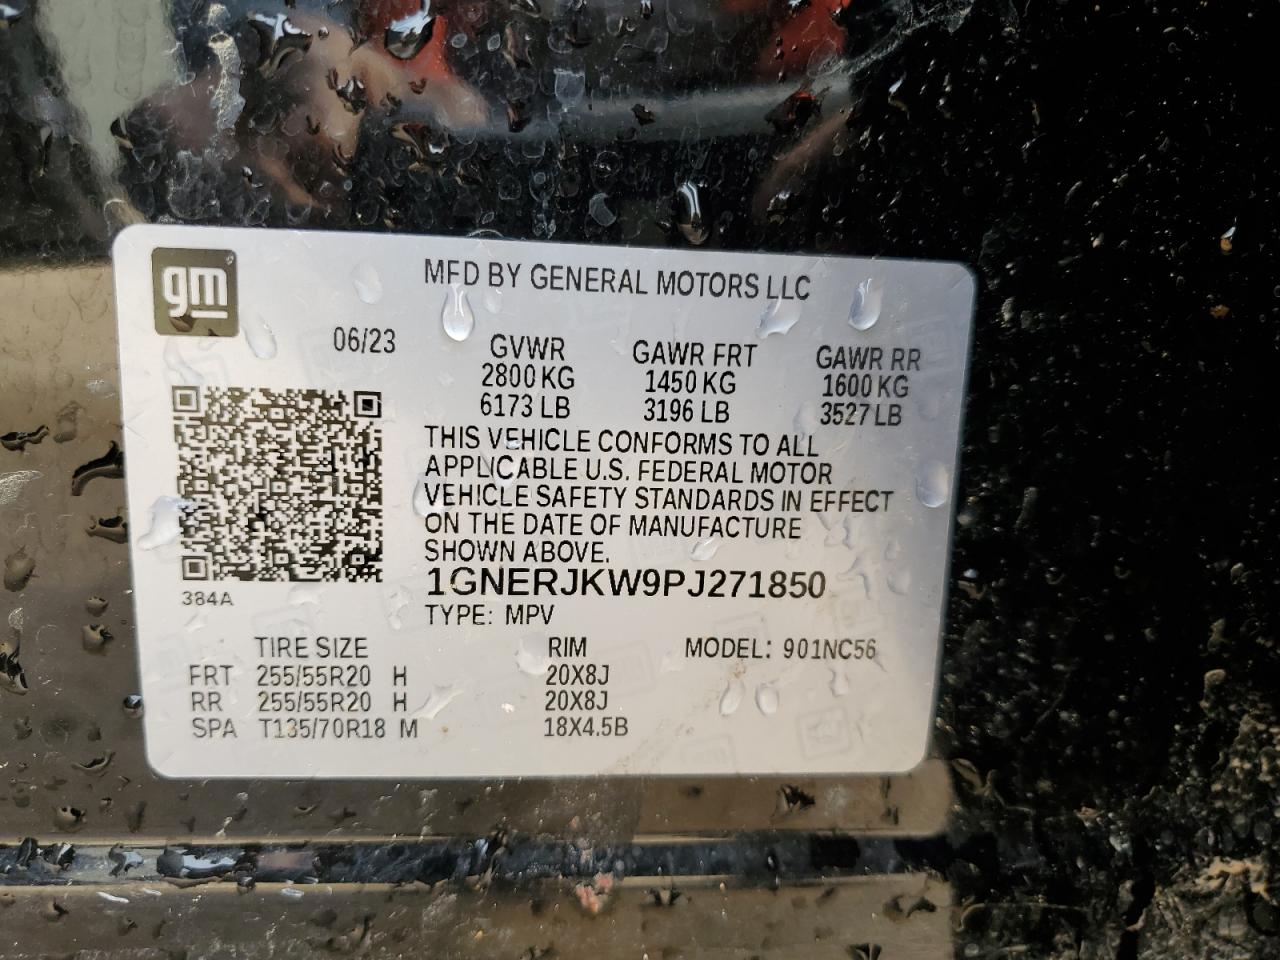 gm
MFD BY GENERAL MOTORS LLC
06/23
GVWR GAWR FRT GAWR RR
2800 KG 1450 KG 1600 KG
6173 LB 3196 LB 3527 LB
THIS VEHICLE CONFORMS TO ALL
APPLICABLE U.S. FEDERAL MOTOR
VEHICLE SAFETY STANDARDS IN EFFECT
ON THE DATE OF MANUFACTURE
SHOWN ABOVE.
1GNERJKW9PJ271850
384A
TYPE: MPV
TIRE SIZE RIM MODEL: 901NC56
FRT 255/55R20 H 20X8J
RR 255/55R20 H 20X8J
SPA T135/70R18 M 18X4.5B